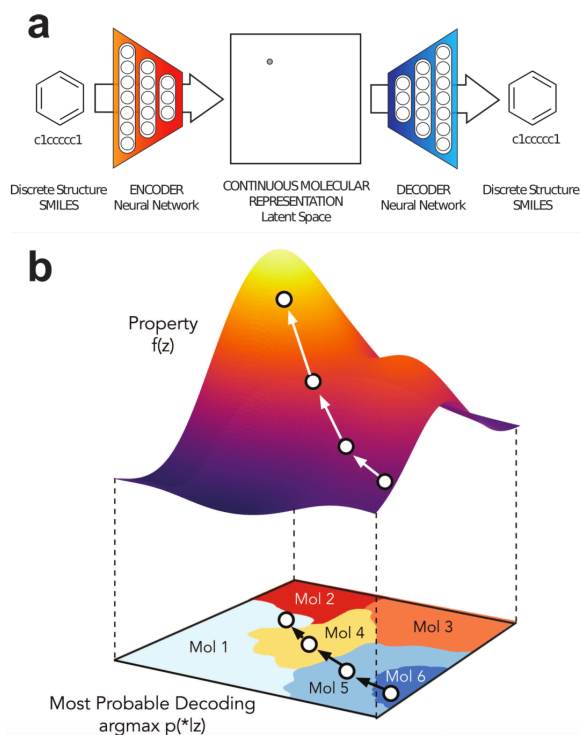 a
c1ccccc1
c1ccccc1
Discrete Structure
SMILES
ENCODER
Neural Network
CONTINUOUS MOLECULAR
REPRESENTATION
Latent Space
DECODER
Neural Network
Discrete Structure
SMILES
b
Property
f(z)
Mol 2
Mol 4
Mol 3
Mol 1
Mol 5
Mol 6
Most Probable Decoding
argmax p(*|z)